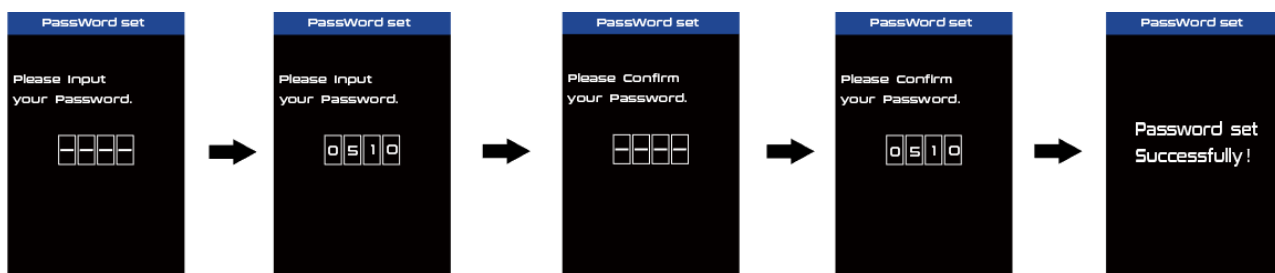 PassWord set
Please Input
your Password.
----
PassWord set
Please Input
your Password.
0510
PassWord set
Please Confirm
your Password.
----
PassWord set
Please Confirm
your Password.
0510
PassWord set
Password set
Successfully!